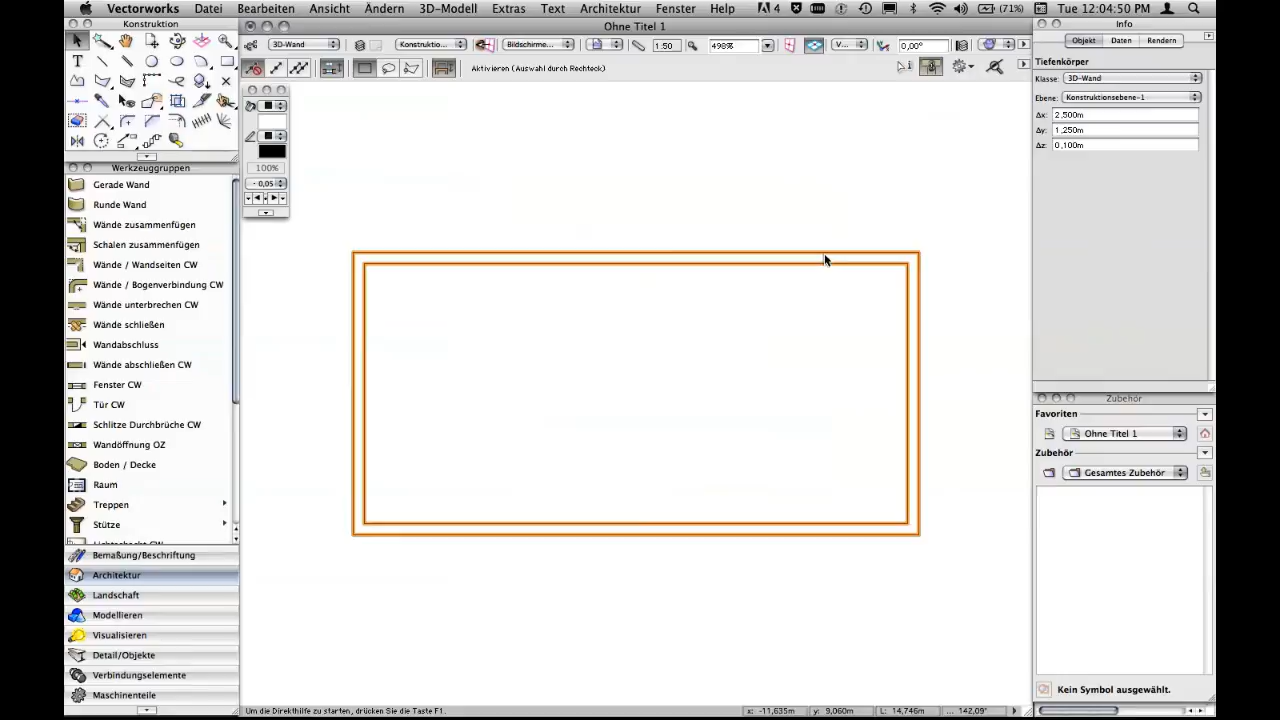 Vectorworks Datei Bearbeiten Ansicht Ändern 3D-Modell Extras Text Architektur Fenster Hilfe 4 (71%) Tue 12:04:50 PM
Konstruktion
Ohne Titel 1
Info
3D-Wand Konstruktio... Bildschirme... 1:50 498% V... 0,00°
Objekt Daten Rendern
Aktivieren (Auswahl durch Rechteck)
Tiefenkörper
Klasse: 3D-Wand
Ebene: Konstruktionsebene-1
Δx: 2,500m
Δy: 1,250m
Δz: 0,100m
100%
0,05
Werkzeuggruppen
Gerade Wand
Runde Wand
Wände zusammenfügen
Schalen zusammenfügen
Wände / Wandseiten CW
Wände / Bogenverbindung CW
Wände unterbrechen CW
Wände schließen
Wandabschluss
Wände abschließen CW
Fenster CW
Tür CW
Schlitze Durchbrüche CW
Wandöffnung OZ
Boden / Decke
Raum
Treppen
Stütze
Lichtschacht CW
Bemaßung/Beschriftung
Architektur
Landschaft
Modellieren
Visualisieren
Detail/Objekte
Verbindungselemente
Maschinenteile
Zubehör
Favoriten
Ohne Titel 1
Zubehör
Gesamtes Zubehör
Kein Symbol ausgewählt.
Um die Direkthilfe zu starten, drücken Sie die Taste F1.
x: -11,635m y: 9,060m L: 14,746m ... 142,09°